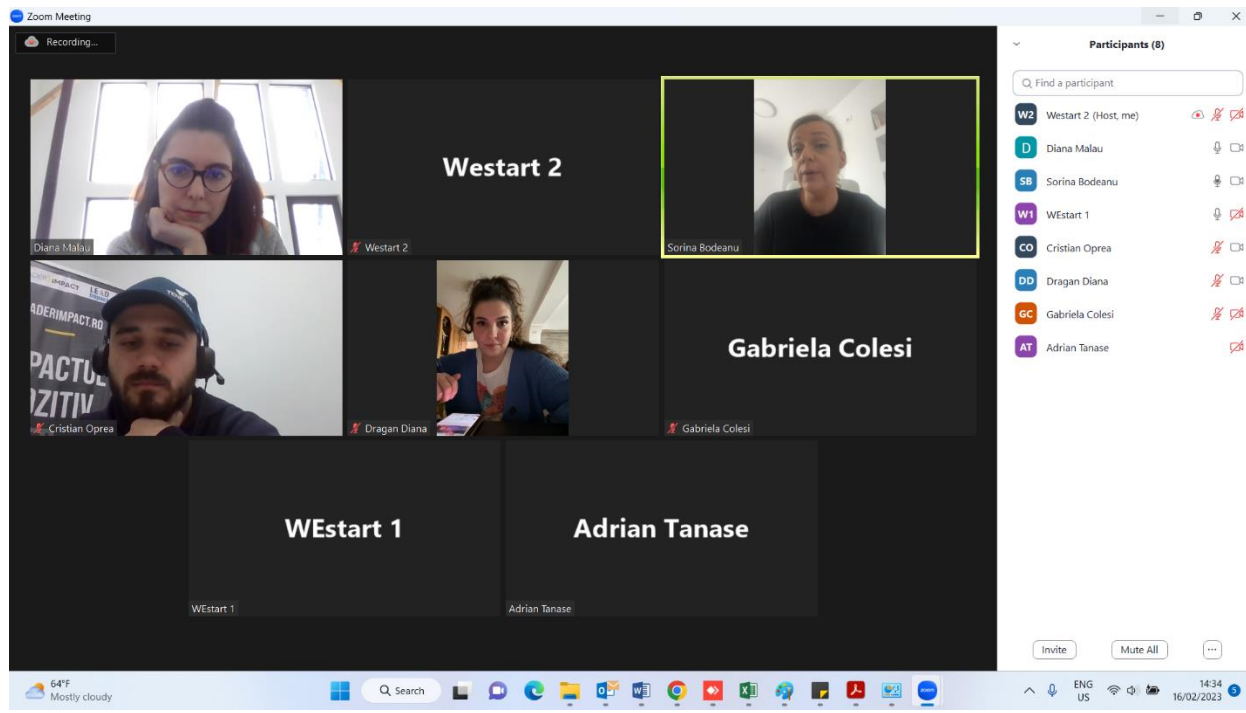 Zoom Meeting
Recording...
Participants (8)
Find a participant
W2 Westart 2 (Host, me)
D Diana Malau
SB Sorina Bodeanu
W1 WEstart 1
CO Cristian Oprea
DD Dragan Diana
GC Gabriela Colesi
AT Adrian Tanase
Diana Malau
Westart 2
Westart 2
Sorina Bodeanu
IMPACT LEAD
ADERIMPACT.RO
PACTUL
OZITIV
Cristian Oprea
Dragan Diana
Gabriela Colesi
Gabriela Colesi
WEstart 1
WEstart 1
Adrian Tanase
Adrian Tanase
Invite
Mute All
64°F
Mostly cloudy
Search
ENG
US
14:34
16/02/2023
5